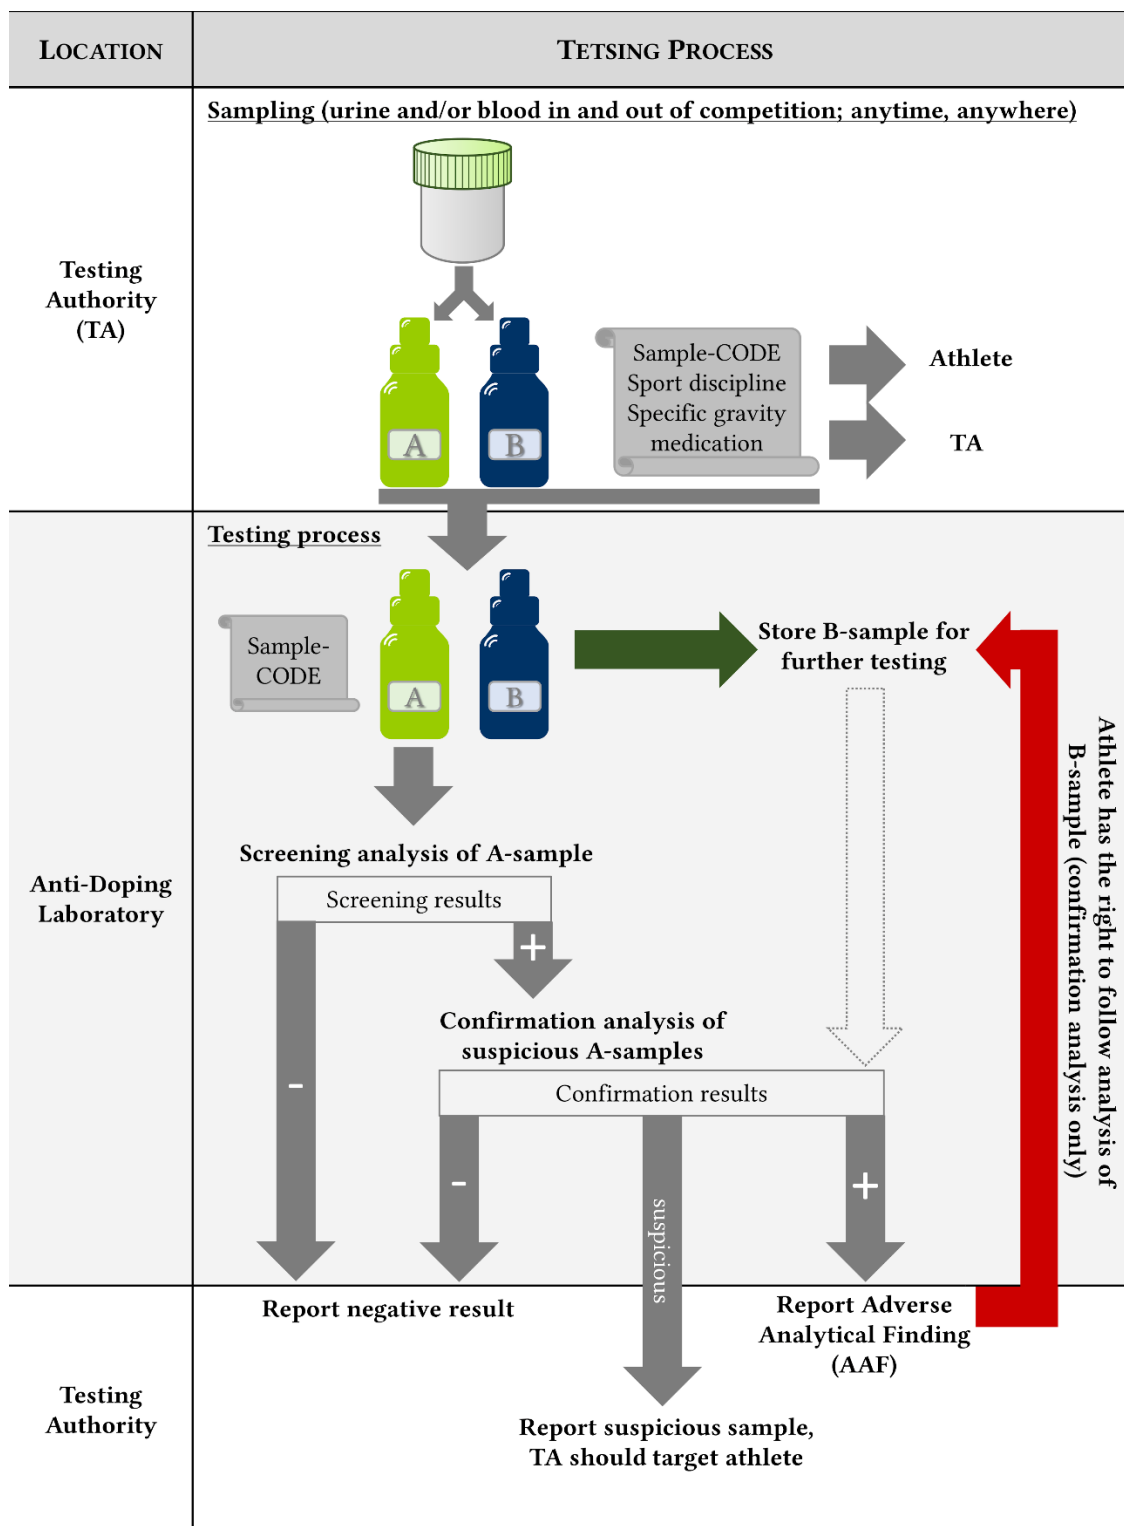 LOCATION
TETSING PROCESS
Sampling (urine and/or blood in and out of competition; anytime, anywhere)
Testing
Authority
(TA)
A
B
Sample-CODE
Sport discipline
Specific gravity
medication
Athlete
TA
Testing process
Sample-
CODE
A
B
Store B-sample for
further testing
Athlete has the right to follow analysis of
B-sample (confirmation analysis only)
Anti-Doping
Laboratory
Screening analysis of A-sample
Screening results
+
Confirmation analysis of
suspicious A-samples
-
Confirmation results
-
suspicious
+
Testing
Authority
Report negative result
Report Adverse
Analytical Finding
(AAF)
Report suspicious sample,
TA should target athlete